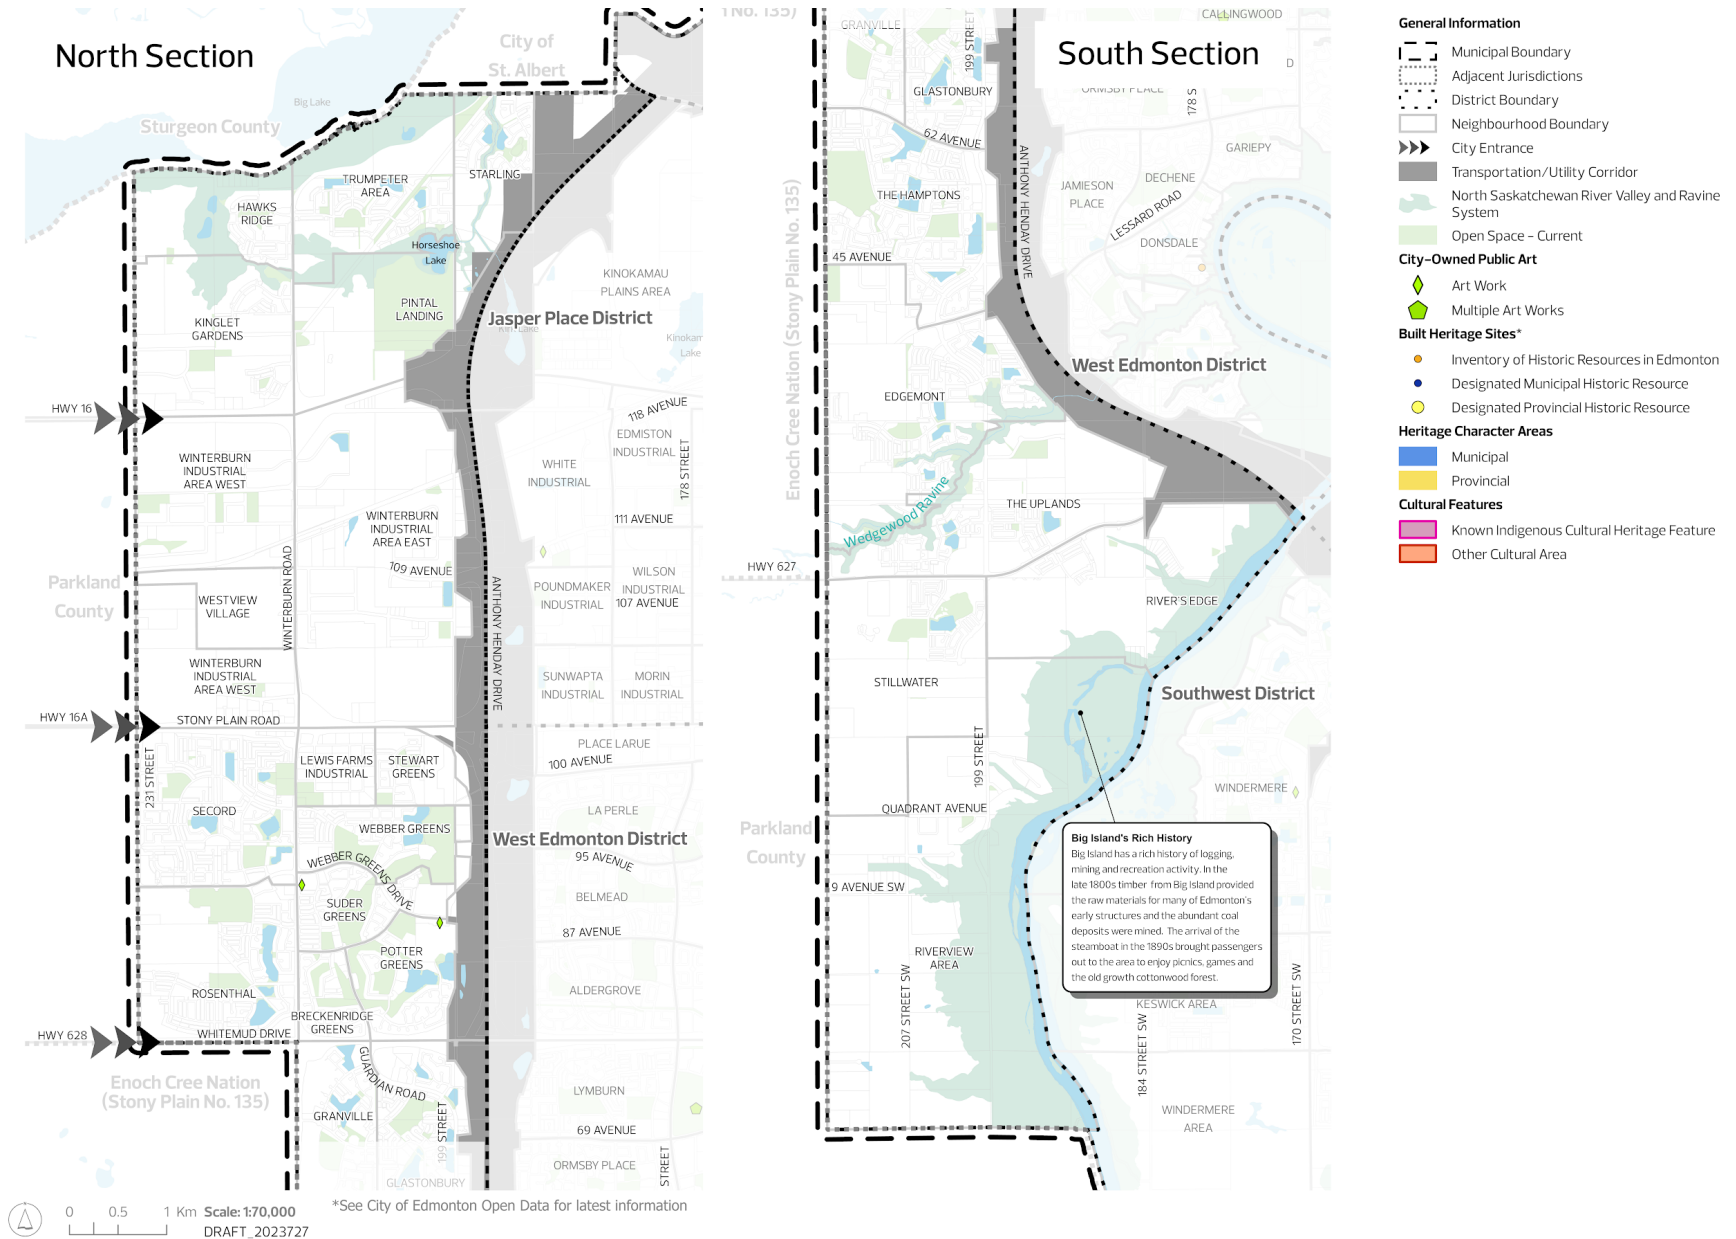 North Section
City of
St. Albert
Big Lake
Sturgeon County
TRUMPETER
AREA
STARLING
HAWKS
RIDGE
Horseshoe
Lake
KINOKAMAU
PLAINS AREA
PINTAL
LANDING
Jasper Place District
KINGLET
GARDENS
Kinokam
Lake
HWY 16
118 AVENUE
EDMISTON
INDUSTRIAL
178 STREET
WINTERBURN
INDUSTRIAL
AREA WEST
WHITE
INDUSTRIAL
WINTERBURN
INDUSTRIAL
AREA EAST
111 AVENUE
109 AVENUE
WINTERBURN ROAD
ANTHONY HENDAY DRIVE
Parkland
County
WESTVIEW
VILLAGE
POUNDMAKER
INDUSTRIAL
WILSON
INDUSTRIAL
107 AVENUE
WINTERBURN
INDUSTRIAL
AREA WEST
SUNWAPTA
INDUSTRIAL
MORIN
INDUSTRIAL
HWY 16A
STONY PLAIN ROAD
231 STREET
LEWIS FARMS
INDUSTRIAL
STEWART
GREENS
PLACE LARUE
100 AVENUE
SECORD
LA PERLE
WEBBER GREENS
West Edmonton District
WEBBER GREENS DRIVE
95 AVENUE
SUDER
GREENS
BELMEAD
87 AVENUE
POTTER
GREENS
ROSENTHAL
ALDERGROVE
BRECKENRIDGE
GREENS
HWY 628
WHITEMUD DRIVE
Enoch Cree Nation
(Stony Plain No. 135)
GUARDIAN ROAD
GRANVILLE
199 STREET
LYMBURN
69 AVENUE
ORMSBY PLACE
STREET
GLASTONBURY
0 0.5 1 Km
Scale: 1:70,000
DRAFT_2023727
*See City of Edmonton Open Data for latest information
South Section
No. 135)
GRANVILLE
199 STREET
CALLINGWOOD
D
GLASTONBURY
ORMSBY PLACE
178 S
62 AVENUE
ANTHONY HENDAY DRIVE
GARIEPY
THE HAMPTONS
JAMIESON
PLACE
DECHENE
LESSARD ROAD
DONSDALE
45 AVENUE
Enoch Cree Nation (Stony Plain No. 135)
West Edmonton District
EDGEMONT
Wedgewood Ravine
THE UPLANDS
HWY 627
RIVER'S EDGE
STILLWATER
Southwest District
199 STREET
WINDERMERE
QUADRANT AVENUE
Parkland
County
Big Island's Rich History
Big Island has a rich history of logging,
mining and recreation activity. In the
late 1800s timber from Big Island provided
the raw materials for many of Edmonton's
early structures and the abundant coal
deposits were mined. The arrival of the
steamboat in the 1890s brought passengers
out to the area to enjoy picnics, games and
the old growth cottonwood forest.
9 AVENUE SW
RIVERVIEW
AREA
207 STREET SW
KESWICK AREA
184 STREET SW
170 STREET SW
WINDERMERE
AREA
General Information
Municipal Boundary
Adjacent Jurisdictions
District Boundary
Neighbourhood Boundary
City Entrance
Transportation/Utility Corridor
North Saskatchewan River Valley and Ravine
System
Open Space - Current
City-Owned Public Art
Art Work
Multiple Art Works
Built Heritage Sites*
Inventory of Historic Resources in Edmonton
Designated Municipal Historic Resource
Designated Provincial Historic Resource
Heritage Character Areas
Municipal
Provincial
Cultural Features
Known Indigenous Cultural Heritage Feature
Other Cultural Area